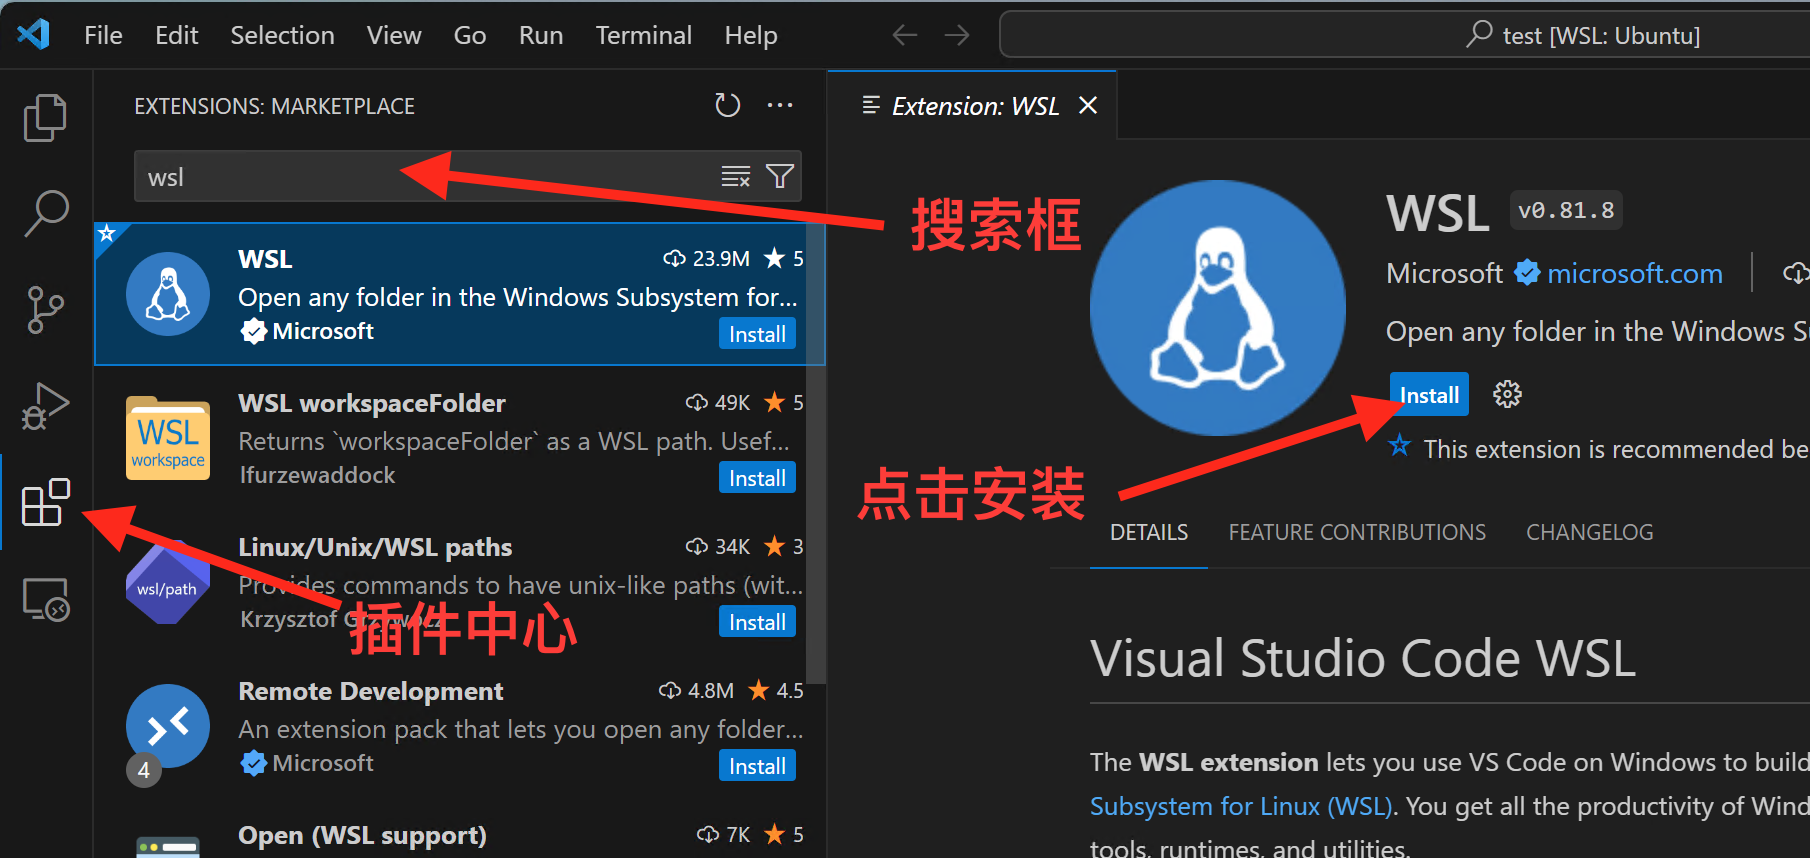 File Edit Selection View Go Run Terminal Help
test [WSL: Ubuntu]
EXTENSIONS: MARKETPLACE
wsl
搜索框
WSL 23.9M 5
Open any folder in the Windows Subsystem for...
Microsoft Install
WSL
workspace
WSL workspaceFolder 49K 5
Returns `workspaceFolder` as a WSL path. Usef...
lfurzewaddock Install
wsl/path
Linux/Unix/WSL paths 34K 3
Provides commands to have unix-like paths (wit...
Krzysztof Install
插件中心
Remote Development 4.8M 4.5
An extension pack that lets you open any folder...
4
Microsoft Install
Open (WSL support) 7K 5
Extension: WSL
WSL v0.81.8
Microsoft microsoft.com
Open any folder in the Windows S
Install
This extension is recommended be
点击安装
DETAILS FEATURE CONTRIBUTIONS CHANGELOG
Visual Studio Code WSL
The WSL extension lets you use VS Code on Windows to build
Subsystem for Linux (WSL). You get all the productivity of Wind
tools, runtimes, and utilities.